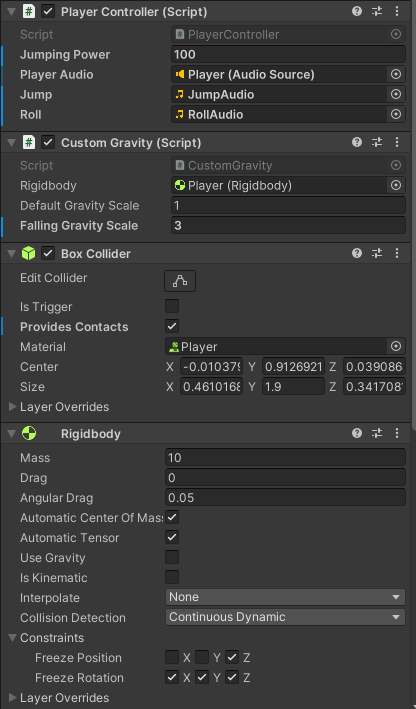 Player Controller (Script)
Script PlayerController
Jumping Power 100
Player Audio Player (Audio Source)
Jump JumpAudio
Roll RollAudio
Custom Gravity (Script)
Script CustomGravity
Rigidbody Player (Rigidbody)
Default Gravity Scale 1
Falling Gravity Scale 3
Box Collider
Edit Collider
Is Trigger
Provides Contacts
Material Player
Center X -0.010379 Y 0.9126921 Z 0.039086
Size X 0.4610168 Y 1.9 Z 0.3417081
Layer Overrides
Rigidbody
Mass 10
Drag 0
Angular Drag 0.05
Automatic Center Of Mass
Automatic Tensor
Use Gravity
Is Kinematic
Interpolate None
Collision Detection Continuous Dynamic
Constraints
Freeze Position X Y Z
Freeze Rotation X Y Z
Layer Overrides